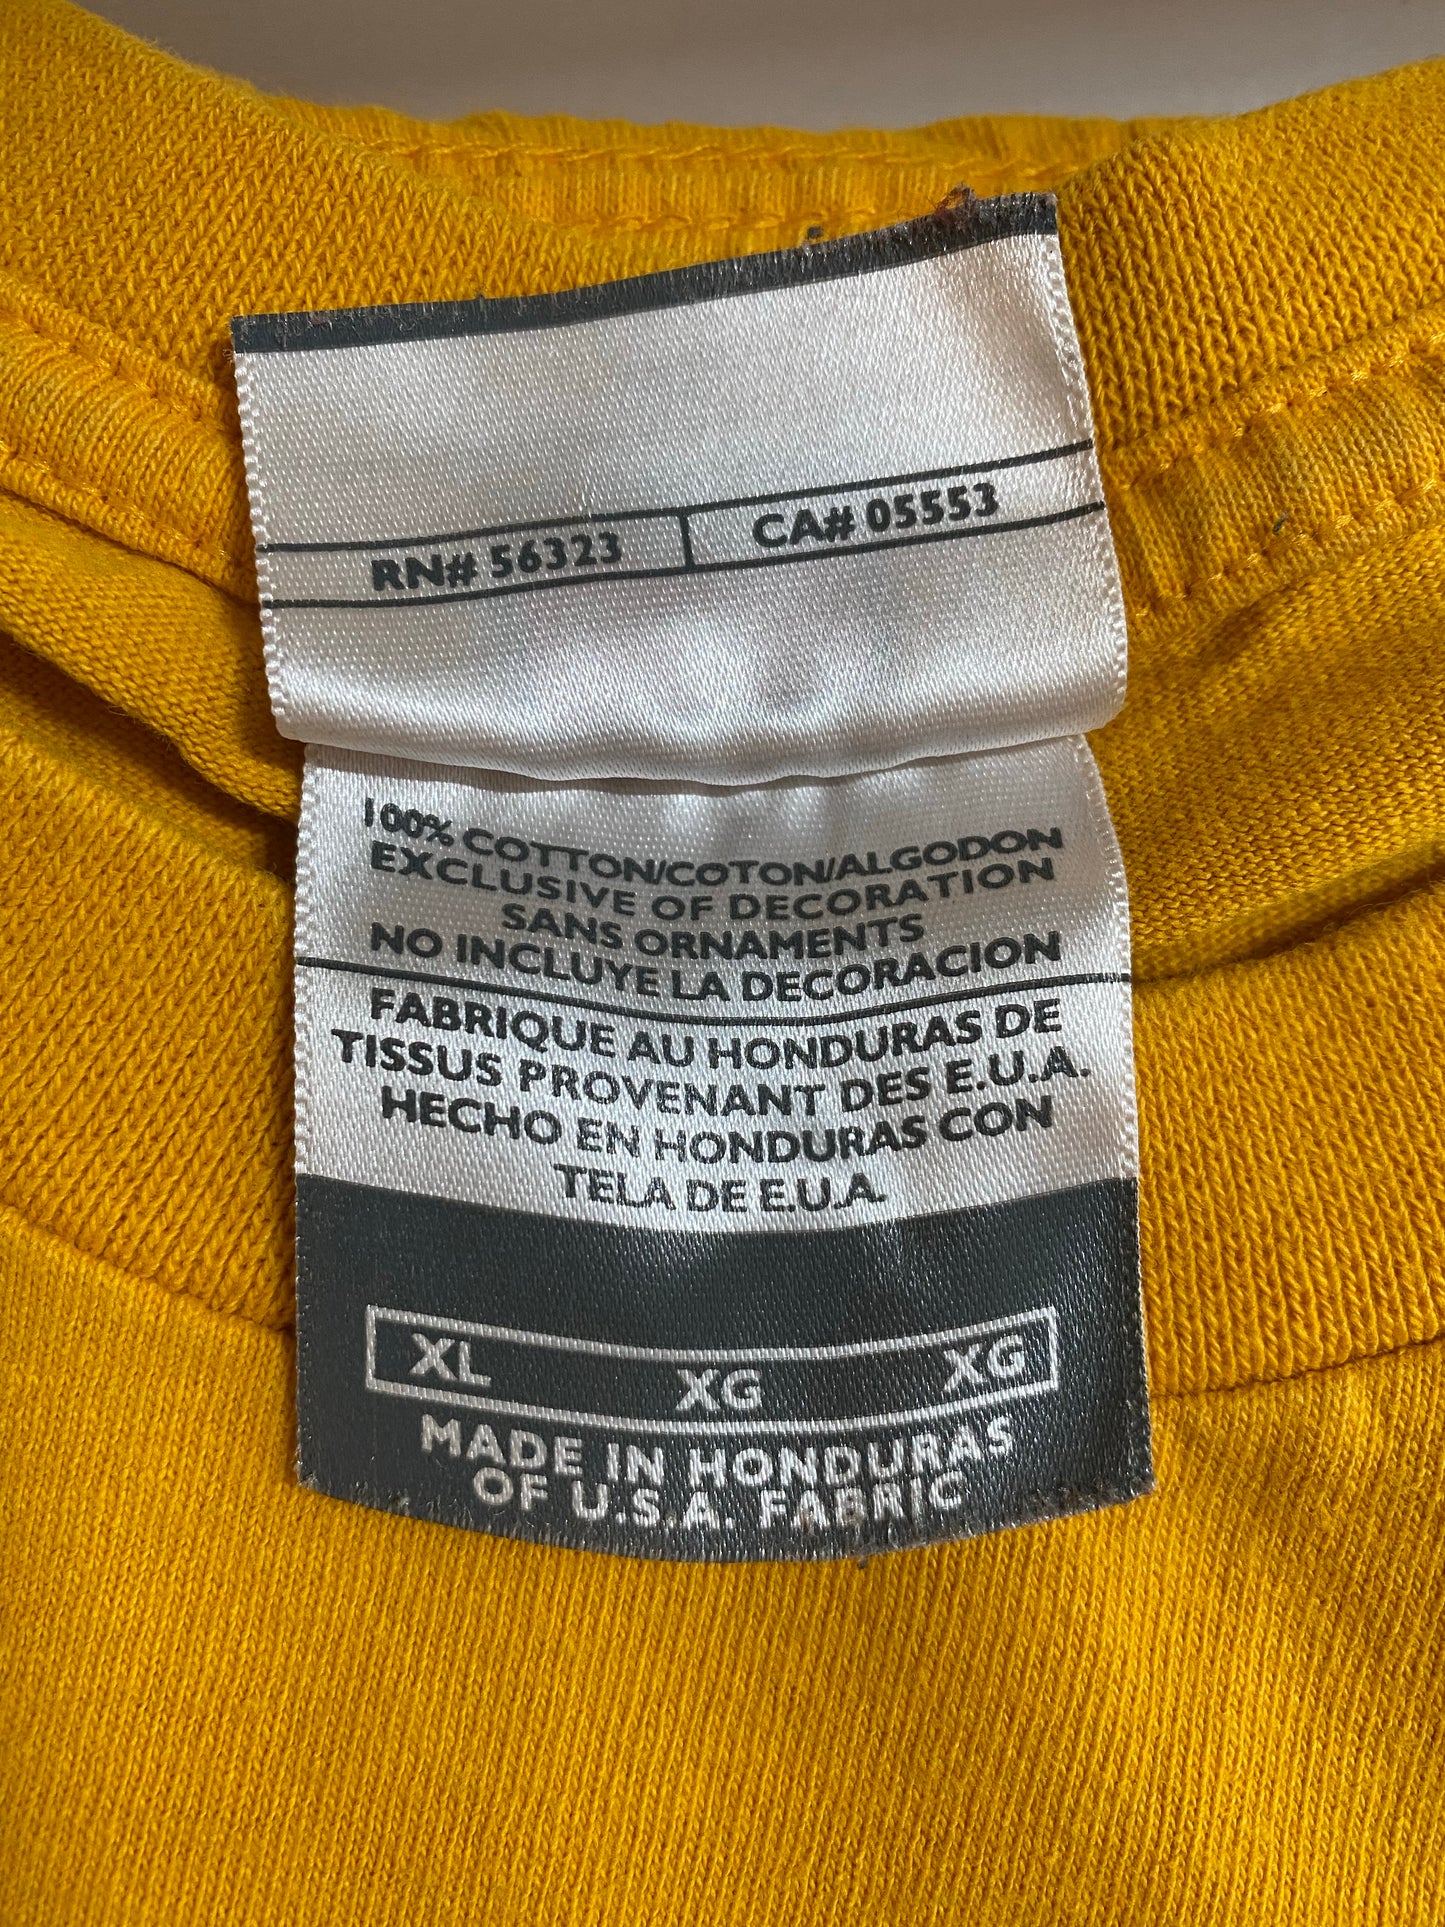 RN# 56323 CA# 05553
100% COTTON/COTON/ALGODON
EXCLUSIVE OF DECORATION
SANS ORNAMENTS
NO INCLUYE LA DECORACION
FABRIQUE AU HONDURAS DE
TISSUS PROVENANT DES E.U.A.
HECHO EN HONDURAS CON
TELA DE E.U.A.
XL XG XG
MADE IN HONDURAS
OF U.S.A. FABRIC